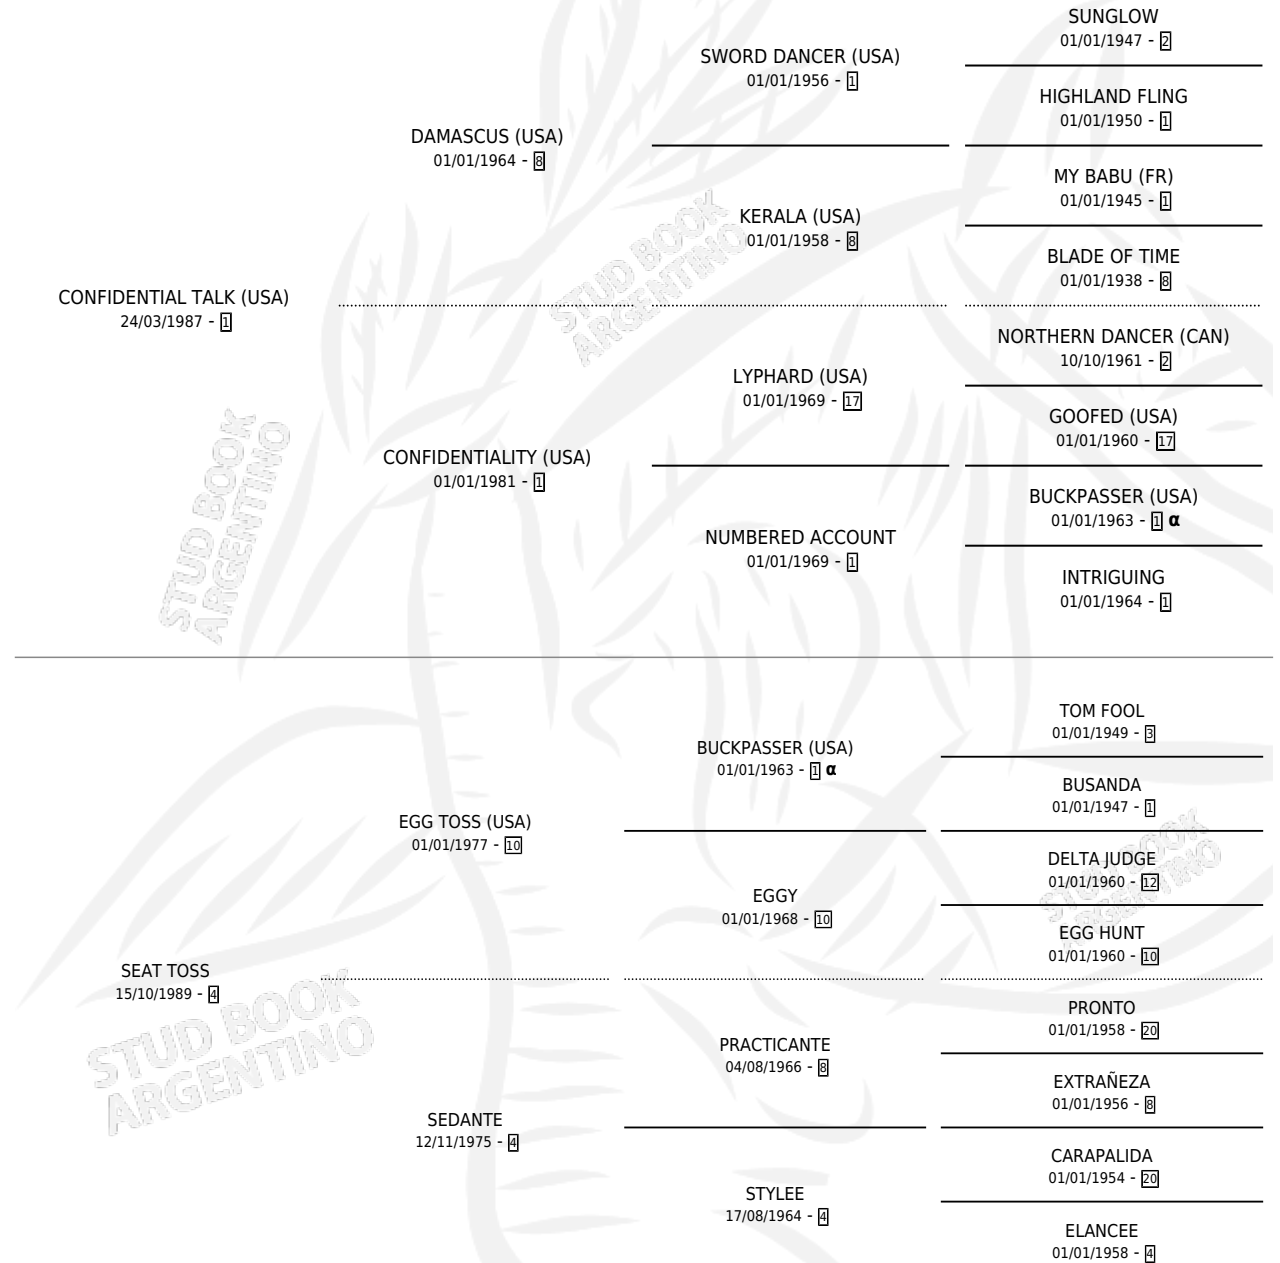 SUNGLOW
01/01/1947 - 2
SWORD DANCER (USA)
01/01/1956 - 1
HIGHLAND FLING
01/01/1950 - 1
DAMASCUS (USA)
01/01/1964 - 8
MY BABU (FR)
01/01/1945 - 1
KERALA (USA)
01/01/1958 - 8
BLADE OF TIME
01/01/1938 - 8
CONFIDENTIAL TALK (USA)
24/03/1987 - 1
NORTHERN DANCER (CAN)
10/10/1961 - 2
LYPHARD (USA)
01/01/1969 - 17
GOOFED (USA)
01/01/1960 - 17
CONFIDENTIALITY (USA)
01/01/1981 - 1
BUCKPASSER (USA)
01/01/1963 - 1 α
NUMBERED ACCOUNT
01/01/1969 - 1
INTRIGUING
01/01/1964 - 1
TOM FOOL
01/01/1949 - 3
BUCKPASSER (USA)
01/01/1963 - 1 α
BUSANDA
01/01/1947 - 1
EGG TOSS (USA)
01/01/1977 - 10
DELTA JUDGE
01/01/1960 - 12
EGGY
01/01/1968 - 10
EGG HUNT
01/01/1960 - 10
SEAT TOSS
15/10/1989 - 4
PRONTO
01/01/1958 - 20
PRACTICANTE
04/08/1966 - 8
EXTRAÑEZA
01/01/1956 - 8
SEDANTE
12/11/1975 - 4
CARAPALIDA
01/01/1954 - 20
STYLEE
17/08/1964 - 4
ELANCEE
01/01/1958 - 4
STUD BOOK
ARGENTINO
STUD BOOK
ARGENTINO
STUD BOOK
ARGENTINO
STUD BOOK
ARGENTINO